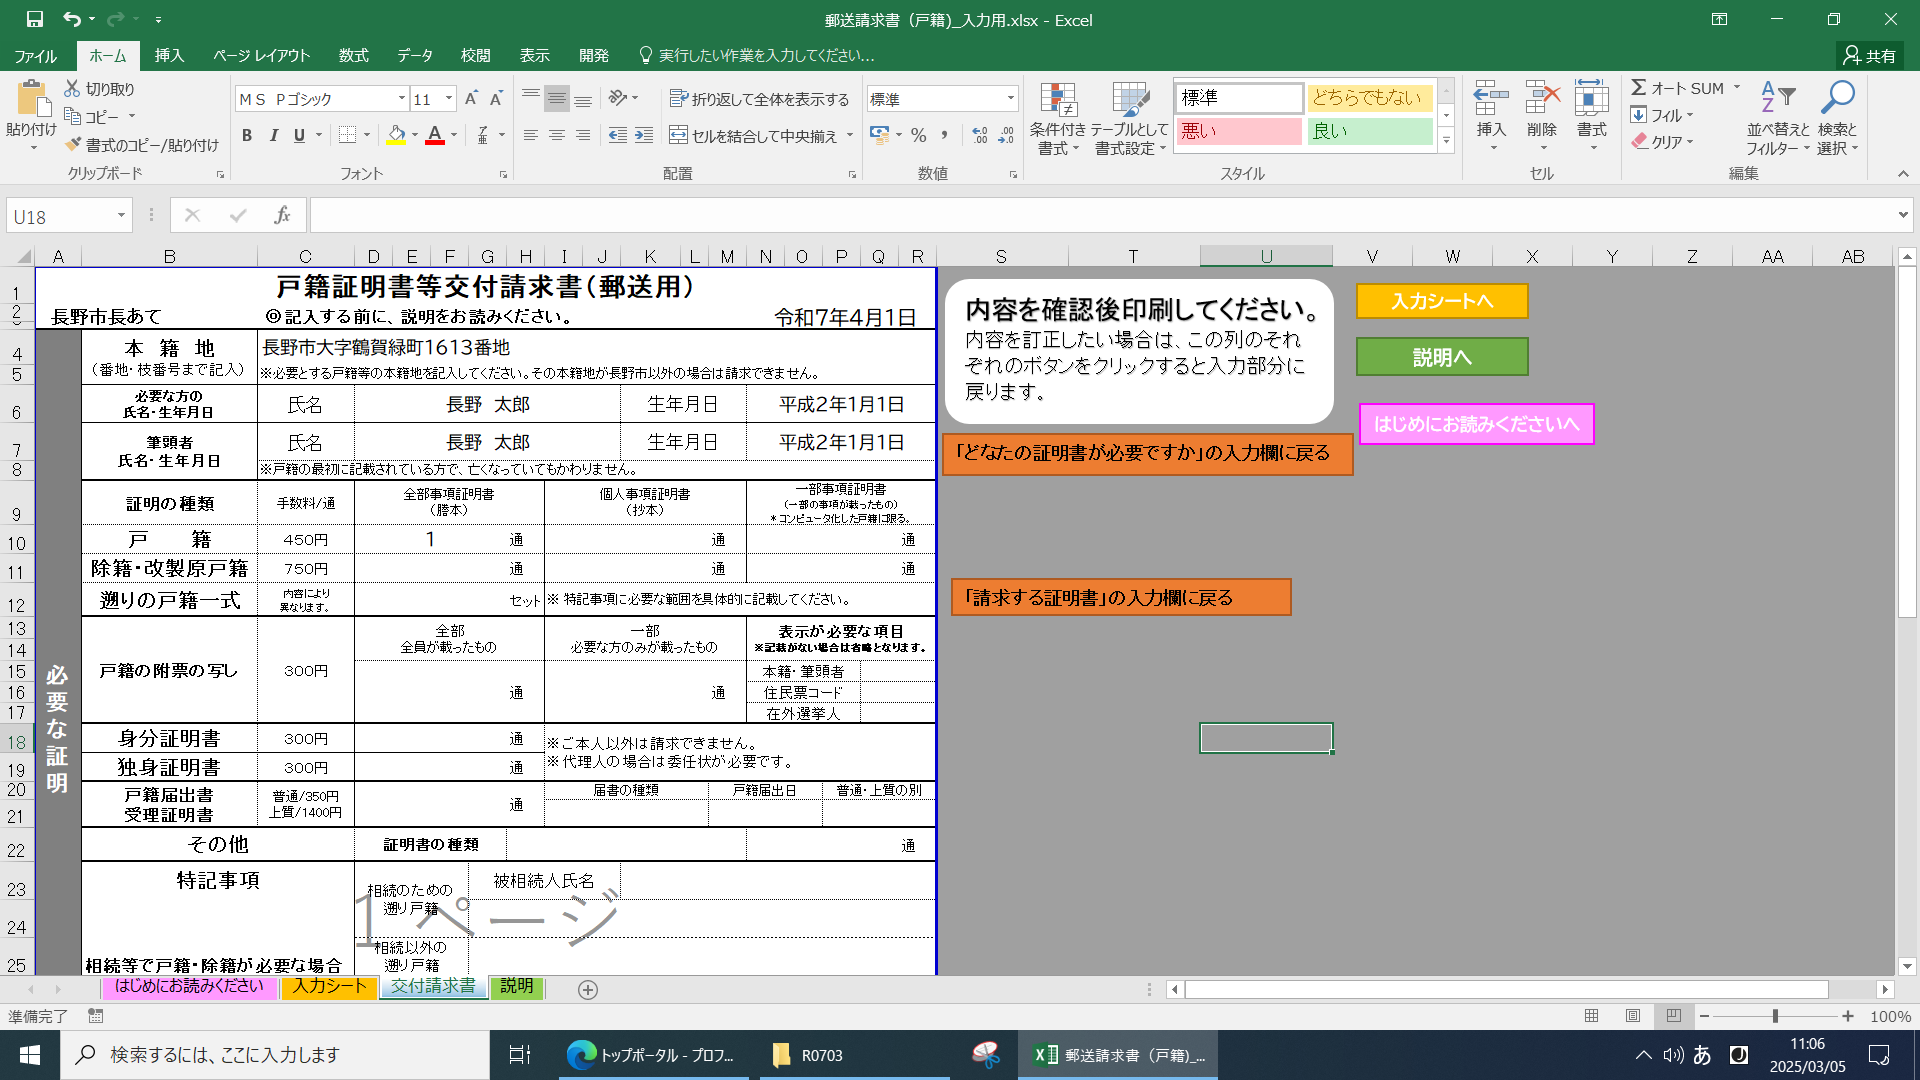 郵送請求書（戸籍)_入力用.xlsx - Excel
ファイル ホーム 挿入 ページ レイアウト 数式 データ 校閲 表示 開発 実行したい作業を入力してください... 共有
貼り付け 切り取り コピー 書式のコピー/貼り付け クリップボード
ＭＳ Ｐゴシック 11 B I U A フォント
折り返して全体を表示する セルを結合して中央揃え 配置
標準 % , 数値
条件付き書式 テーブルとして書式設定 標準 どちらでもない 悪い 良い スタイル
挿入 削除 書式 セル
オート SUM フィル クリア 並べ替えとフィルター 検索と選択 編集
U18 fx
A B C D E F G H I J K L M N O P Q R S T U V W X Y Z AA AB
戸籍証明書等交付請求書(郵送用)
長野市長あて ◎記入する前に、説明をお読みください。 令和7年4月1日
本 籍 地
(番地・枝番号まで記入)
長野市大字鶴賀緑町1613番地
※必要とする戸籍等の本籍地を記入してください。その本籍地が長野市以外の場合は請求できません。
必要な方の
氏名・生年月日
氏名 長野 太郎 生年月日 平成2年1月1日
筆頭者
氏名・生年月日
氏名 長野 太郎 生年月日 平成2年1月1日
※戸籍の最初に記載されている方で、亡くなっていてもかわりません。
証明の種類 手数料/通
全部事項証明書
(謄本)
個人事項証明書
(抄本)
一部事項証明書
(一部の事項が載ったもの)
*コンピュータ化した戸籍に限る。
戸 籍 450円 1 通 通 通
除籍・改製原戸籍 750円 通 通 通
遡りの戸籍一式
内容により
異なります。
セット ※ 特記事項に必要な範囲を具体的に記載してください。
戸籍の附票の写し 300円
全部
全員が載ったもの
通
一部
必要な方のみが載ったもの
通
表示が必要な項目
※記載がない場合は省略となります。
本籍・筆頭者
住民票コード
在外選挙人
身分証明書 300円 通
独身証明書 300円 通
※ご本人以外は請求できません。
※代理人の場合は委任状が必要です。
戸籍届出書
受理証明書
普通/350円
上質/1400円
通
届書の種類 戸籍届出日 普通・上質の別
その他 証明書の種類 通
特記事項
相続等で戸籍・除籍が必要な場合
相続のための
遡り戸籍
被相続人氏名
相続以外の
遡り戸籍
必要な証明
1 ページ
内容を確認後印刷してください。
内容を訂正したい場合は、この列のそれ
ぞれのボタンをクリックすると入力部分に
戻ります。
入力シートへ
説明へ
はじめにお読みくださいへ
「どなたの証明書が必要ですか」の入力欄に戻る
「請求する証明書」の入力欄に戻る
1
2
4
5
6
7
8
9
10
11
12
13
14
15
16
17
18
19
20
21
22
23
24
25
はじめにお読みください 入力シート 交付請求書 説明
準備完了 100%
検索するには、ここに入力します トップポータル - プロフ... R0703 郵送請求書（戸籍)_... あ J
11:06
2025/03/05